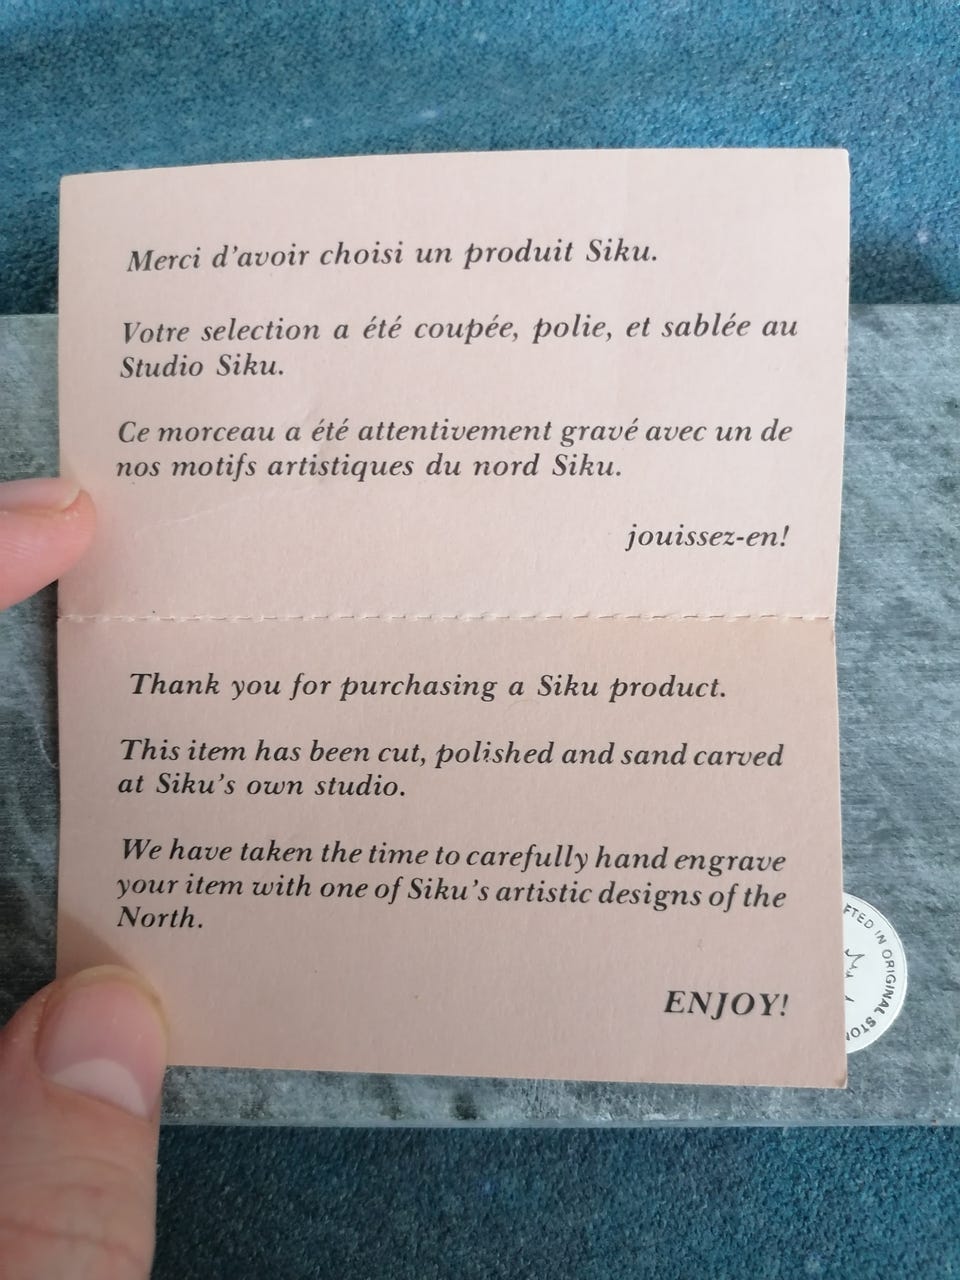 Merci d'avoir choisi un produit Siku.
Votre selection a été coupée, polie, et sablée au
Studio Siku.
Ce morceau a été attentivement gravé avec un de
nos motifs artistiques du nord Siku.
jouissez-en!
Thank you for purchasing a Siku product.
This item has been cut, polished and sand carved
at Siku's own studio.
We have taken the time to carefully hand engrave
your item with one of Siku's artistic designs of the
North.
ENJOY!
IN ORIGINAL